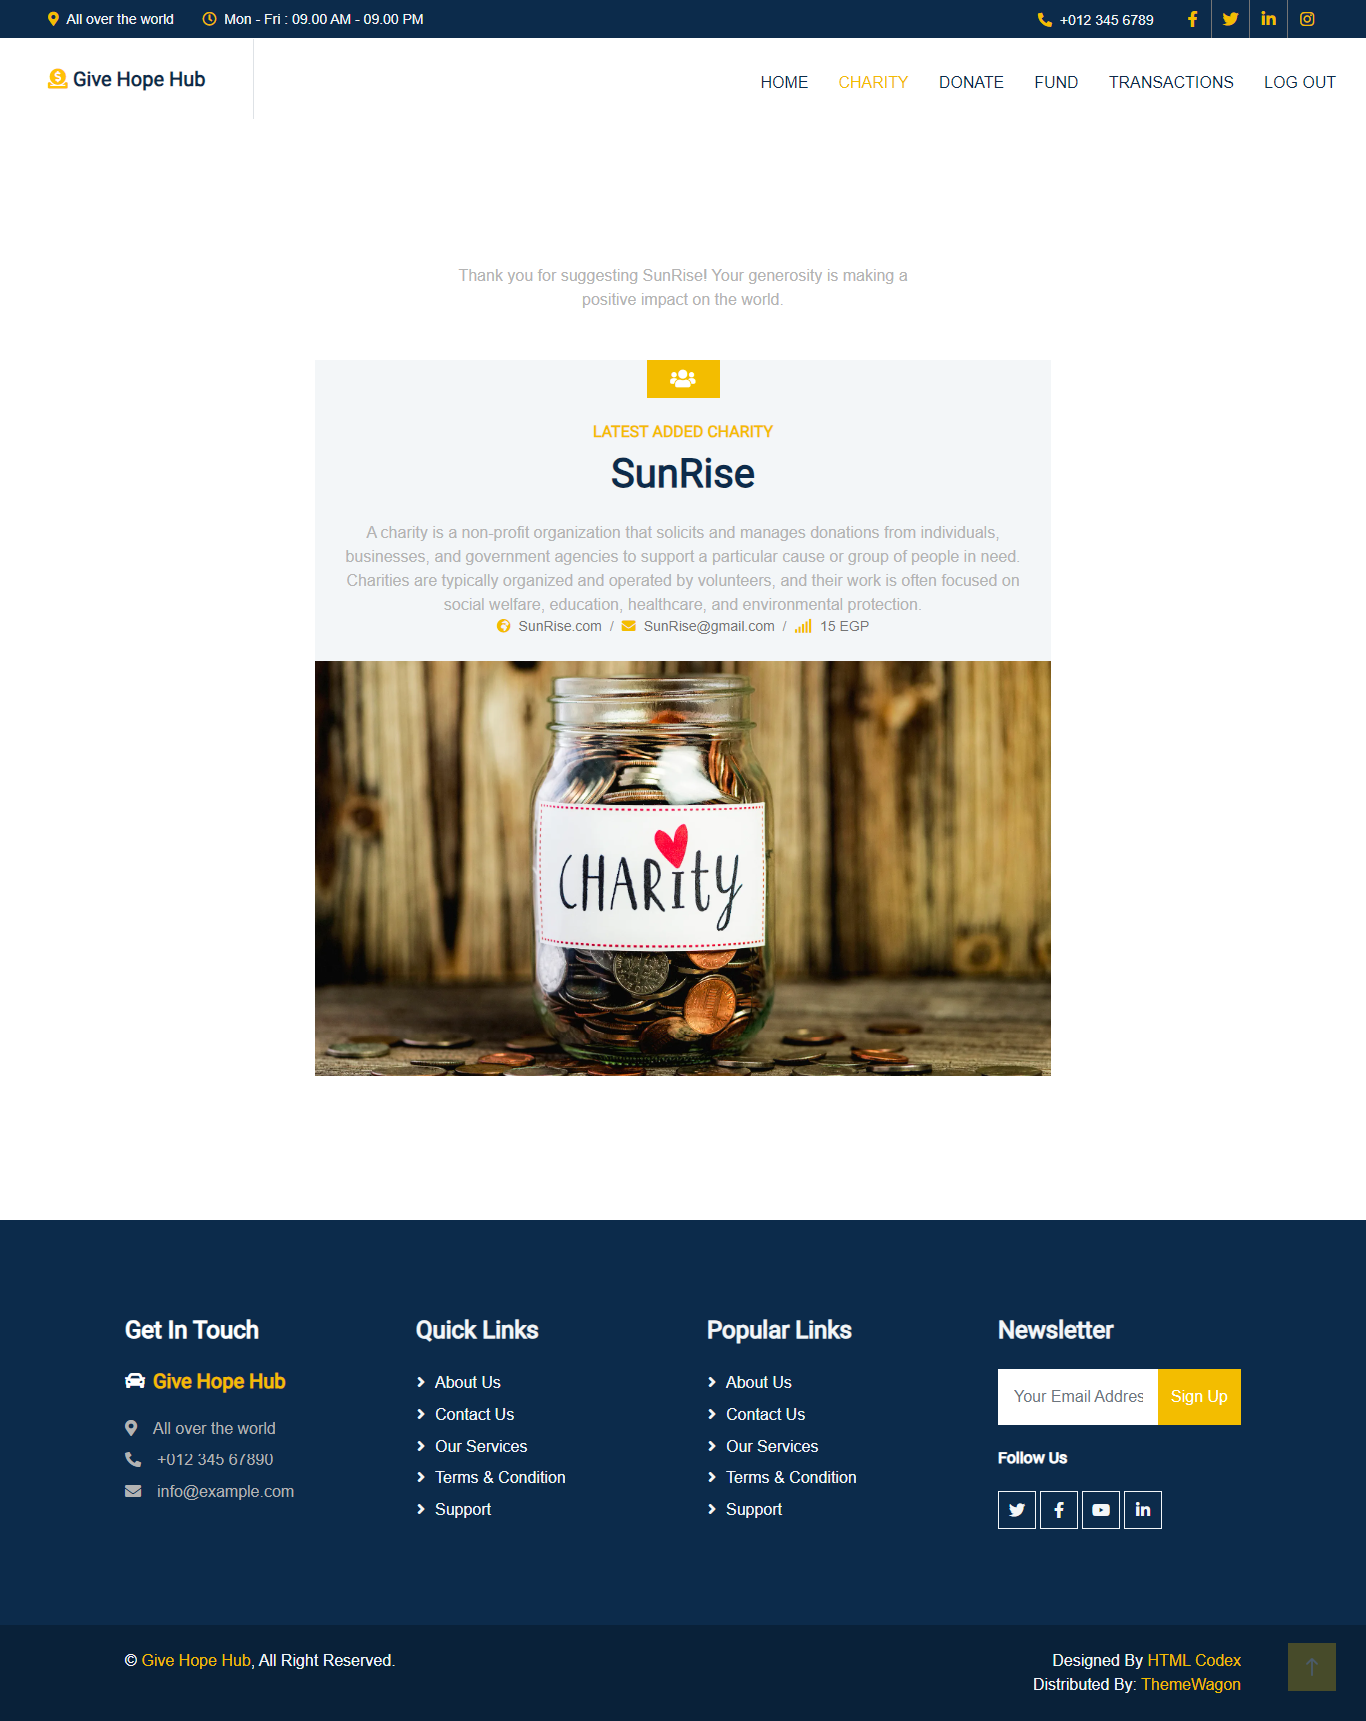 All over the world
Mon - Fri : 09.00 AM - 09.00 PM
+012 345 6789
Give Hope Hub
HOME
CHARITY
DONATE
FUND
TRANSACTIONS
LOG OUT
Thank you for suggesting SunRise! Your generosity is making a
positive impact on the world.
LATEST ADDED CHARITY
SunRise
A charity is a non-profit organization that solicits and manages donations from individuals,
businesses, and government agencies to support a particular cause or group of people in need.
Charities are typically organized and operated by volunteers, and their work is often focused on
social welfare, education, healthcare, and environmental protection.
SunRise.com / SunRise@gmail.com / 15 EGP
CHARITY
Get In Touch
Give Hope Hub
All over the world
+012 345 67890
info@example.com
Quick Links
About Us
Contact Us
Our Services
Terms & Condition
Support
Popular Links
About Us
Contact Us
Our Services
Terms & Condition
Support
Newsletter
Your Email Addres
Sign Up
Follow Us
© Give Hope Hub, All Right Reserved.
Designed By HTML Codex
Distributed By: ThemeWagon